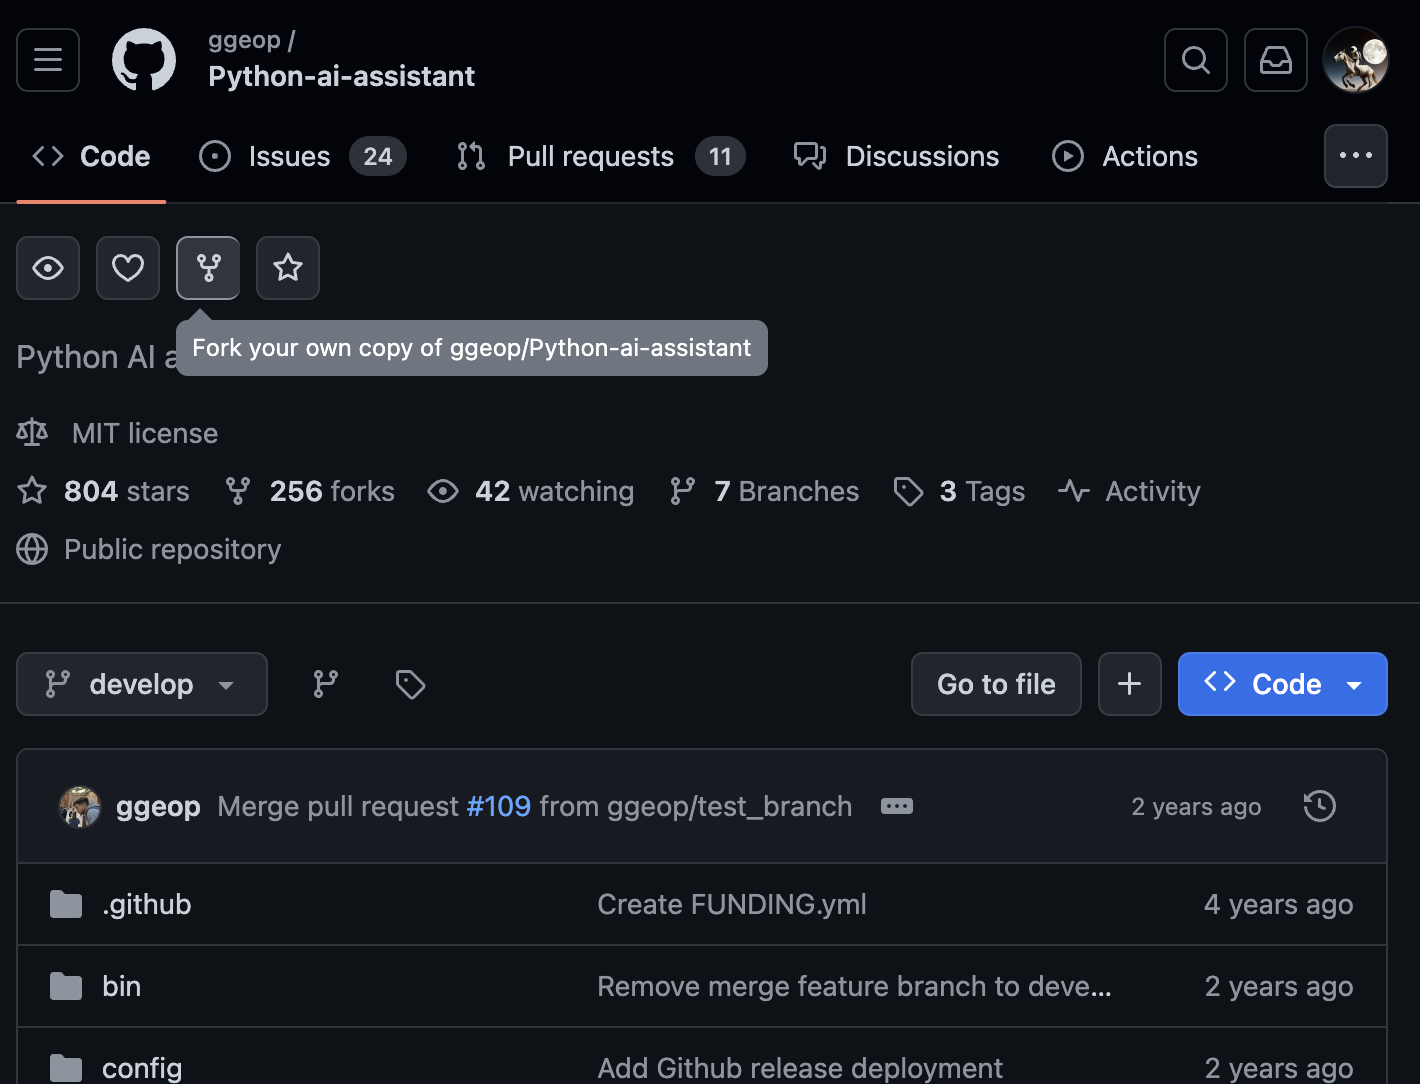 ggeop /
Python-ai-assistant
Code Issues 24 Pull requests 11 Discussions Actions
Fork your own copy of ggeop/Python-ai-assistant
Python AI
MIT license
804 stars 256 forks 42 watching 7 Branches 3 Tags Activity
Public repository
develop Go to file Code
ggeop Merge pull request #109 from ggeop/test_branch 2 years ago
.github Create FUNDING.yml 4 years ago
bin Remove merge feature branch to deve... 2 years ago
config Add Github release deployment 2 years ago